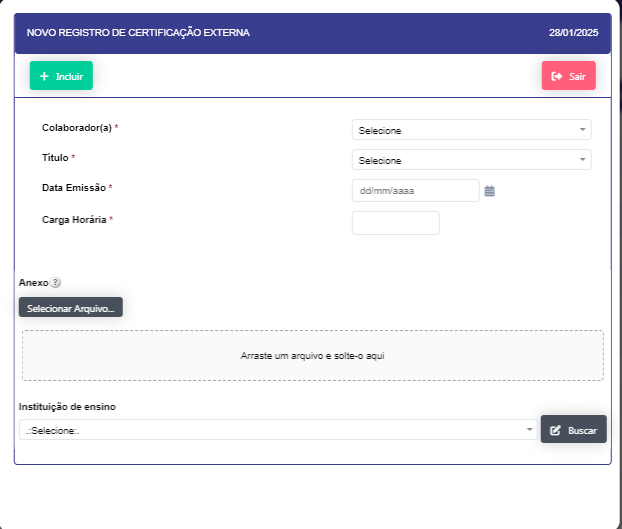 NOVO REGISTRO DE CERTIFICAÇÃO EXTERNA 28/01/2025
Incluir Sair
Colaborador(a) * Selecione
Título * Selecione
Data Emissão * dd/mm/aaaa
Carga Horária *
Anexo ?
Selecionar Arquivo...
Arraste um arquivo e solte-o aqui
Instituição de ensino
.:Selecione:. Buscar